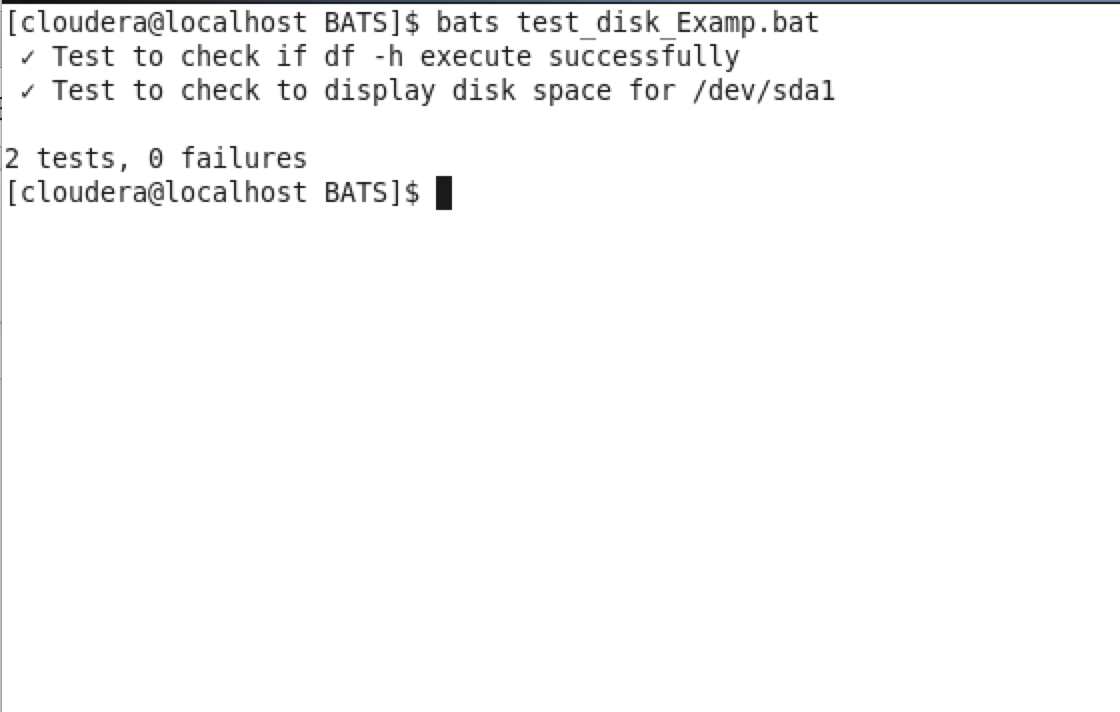 [cloudera@localhost BATS]$ bats test_disk_Examp.bat
✓ Test to check if df -h execute successfully
✓ Test to check to display disk space for /dev/sda1
2 tests, 0 failures
[cloudera@localhost BATS]$